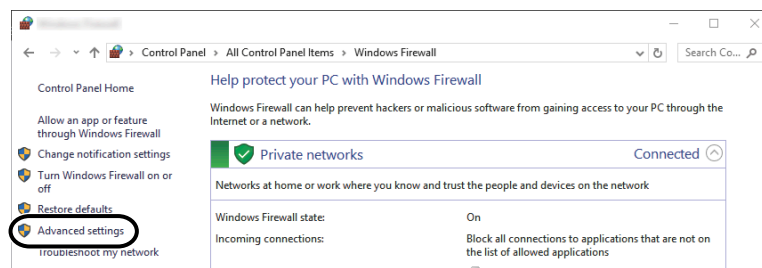 Control Panel > All Control Panel Items > Windows Firewall
Search Co...
Control Panel Home
Allow an app or feature
through Windows Firewall
Change notification settings
Turn Windows Firewall on or
off
Restore defaults
Advanced settings
Troubleshoot my network
Help protect your PC with Windows Firewall
Windows Firewall can help prevent hackers or malicious software from gaining access to your PC through the
Internet or a network.
Private networks Connected
Networks at home or work where you know and trust the people and devices on the network
Windows Firewall state: On
Incoming connections: Block all connections to applications that are not on
the list of allowed applications